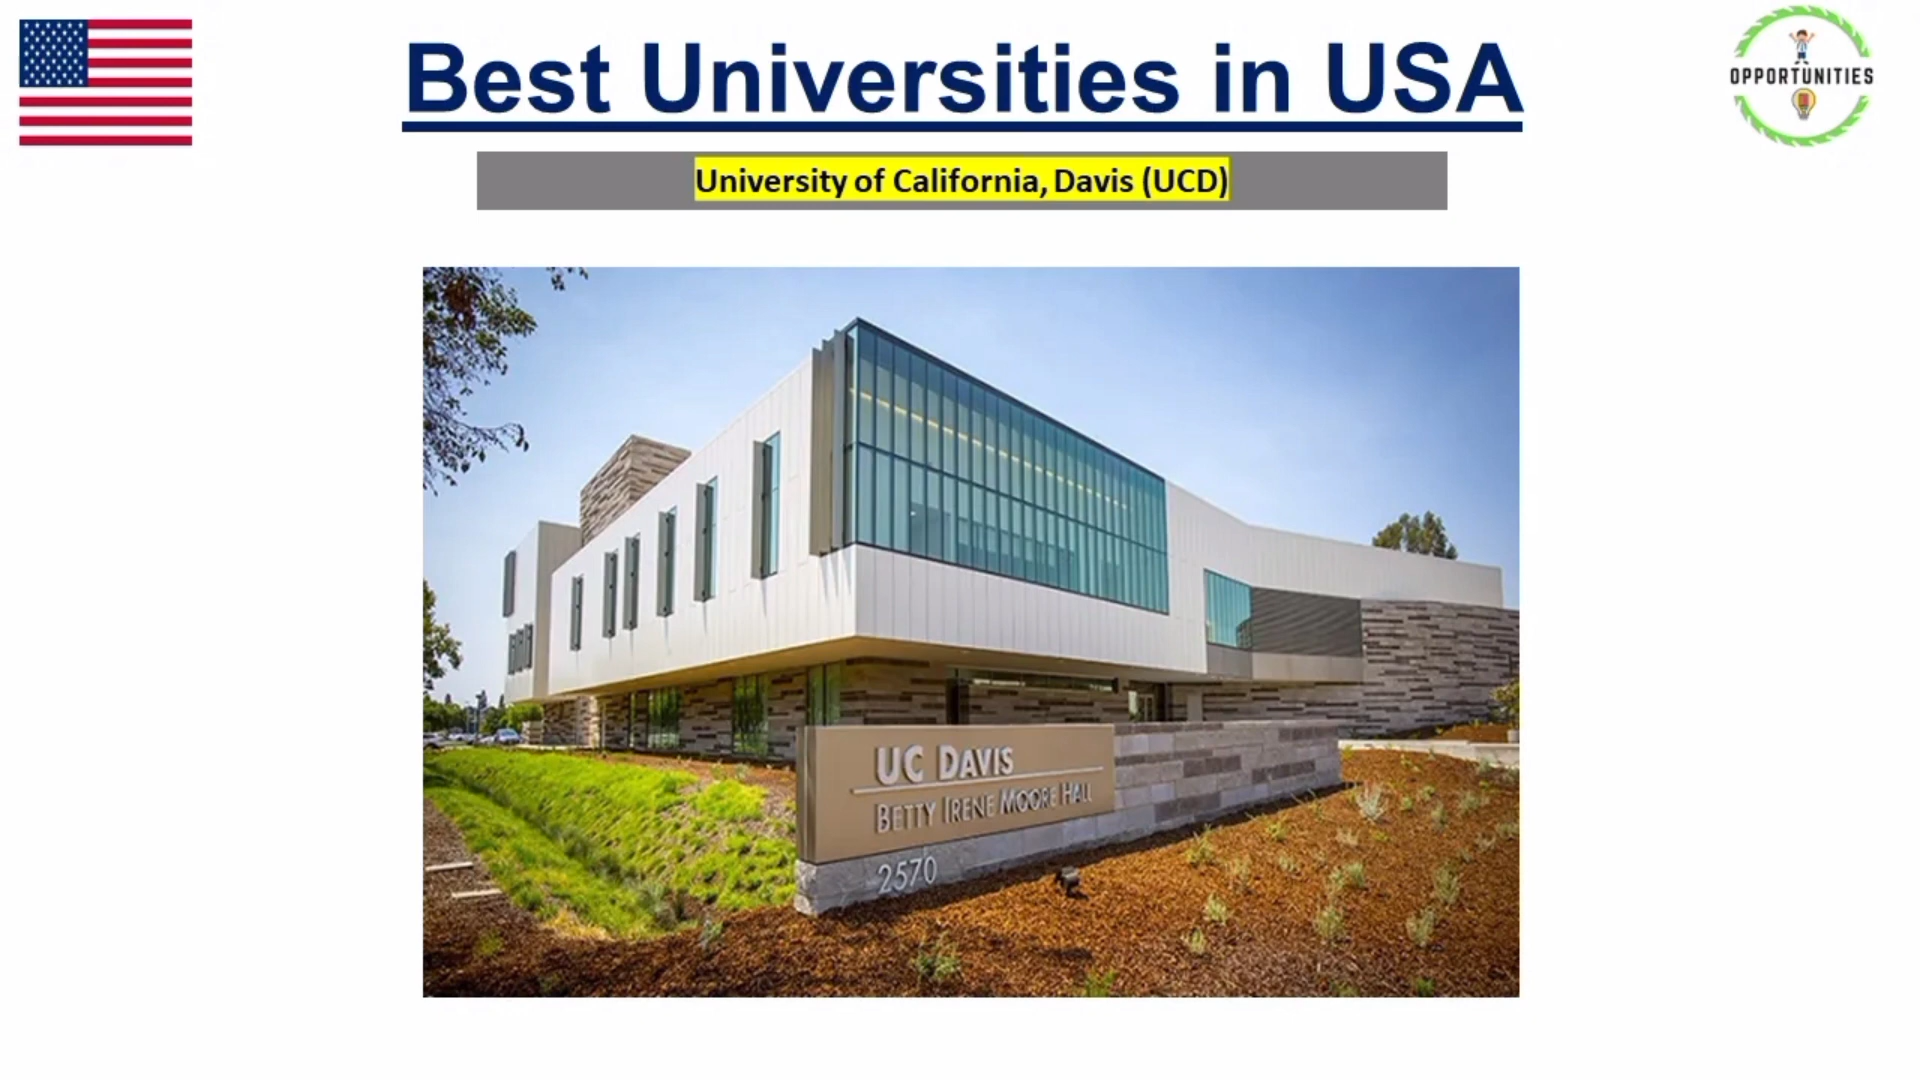 Best Universities in USA
OPPORTUNITIES
University of California, Davis (UCD)
UC DAVIS
BETTY IRENE MOORE HALL
2570